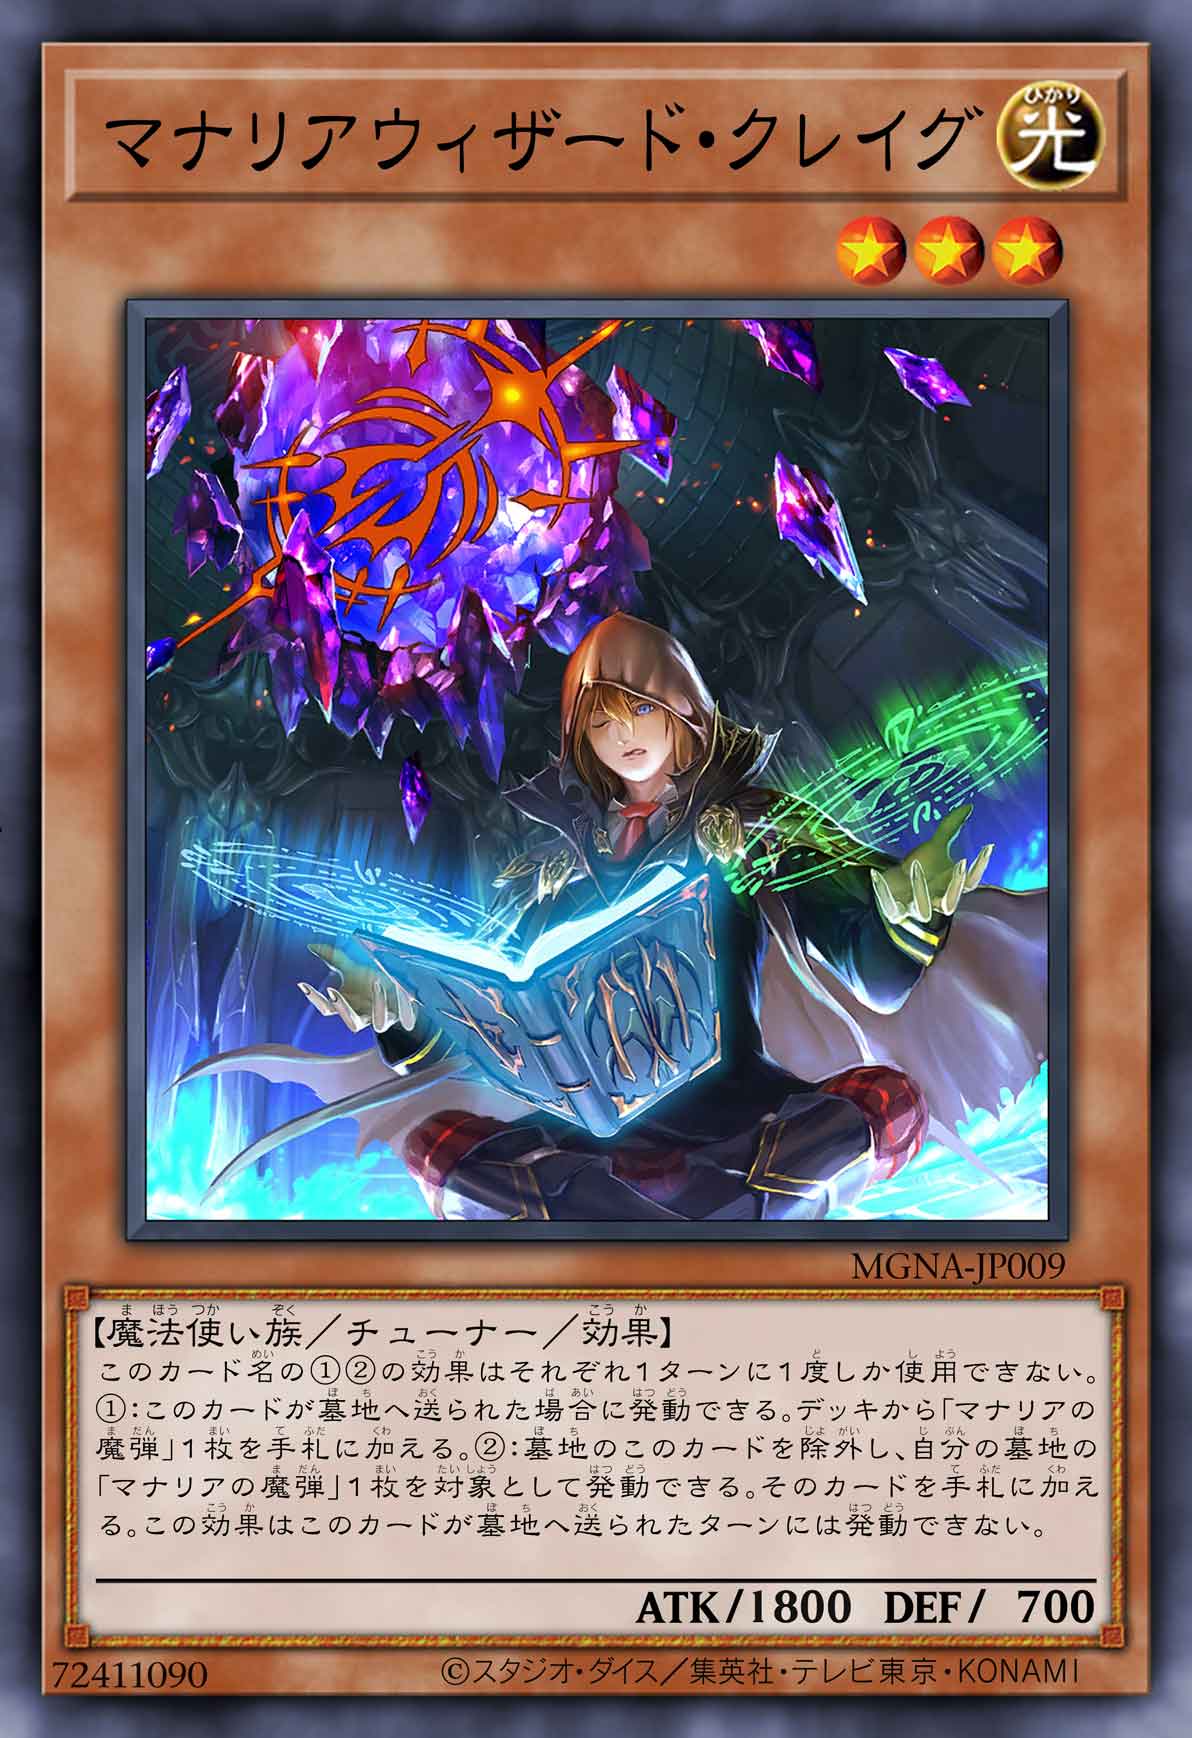 マナリアウィザード・クレイグ
ひかり
光
MGNA-JP009
【魔法使い族／チューナー／効果】
このカード名の①②の効果はそれぞれ1ターンに1度しか使用できない。
①：このカードが墓地へ送られた場合に発動できる。デッキから「マナリアの
魔弾」1枚を手札に加える。②：墓地のこのカードを除外し、自分の墓地の
「マナリアの魔弾」1枚を対象として発動できる。そのカードを手札に加え
る。この効果はこのカードが墓地へ送られたターンには発動できない。
ATK/1800 DEF/ 700
72411090 ©スタジオ・ダイス／集英社・テレビ東京・KONAMI